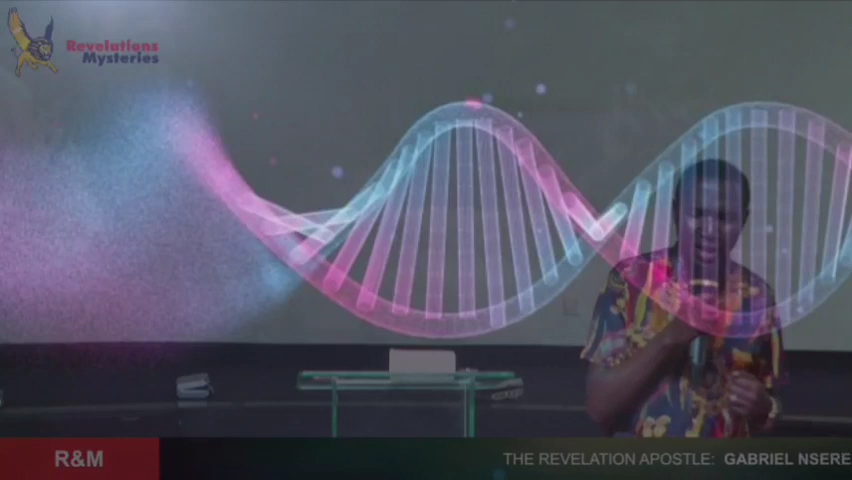 Revelations
Mysteries
R&M
THE REVELATION APOSTLE: GABRIEL NSERE